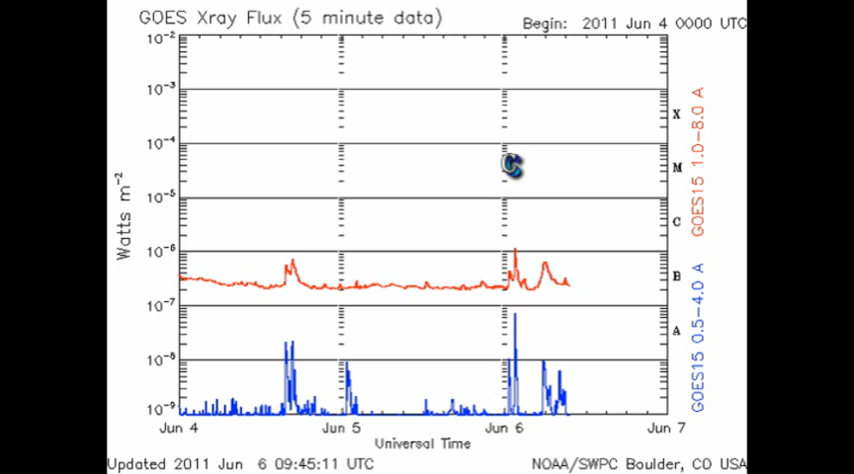 GOES Xray Flux (5 minute data)
Begin: 2011 Jun 4 0000 UTC
10-2
10-3
10-4
10-5
10-6
10-7
10-8
10-9
Watts m-2
X
M
C
B
A
C
GOES15 1.0-8.0 A
GOES15 0.5-4.0 A
Jun 4
Jun 5
Jun 6
Jun 7
Universal Time
Updated 2011 Jun 6 09:45:11 UTC
NOAA/SWPC Boulder, CO USA